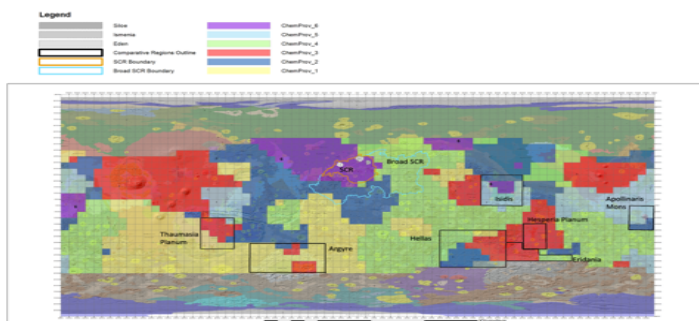 Legend
Slice
Ismenia
Eden
Comparative Regions Outline
SCR Boundary
Broad SCR Boundary
ChemProv_6
ChemProv_5
ChemProv_4
ChemProv_3
ChemProv_2
ChemProv_1
SCR
Broad SCR
Isidis
Apollinaris
Mons
Hesperia Planum
Thaumasia
Planum
Argyre
Hellas
Eridania